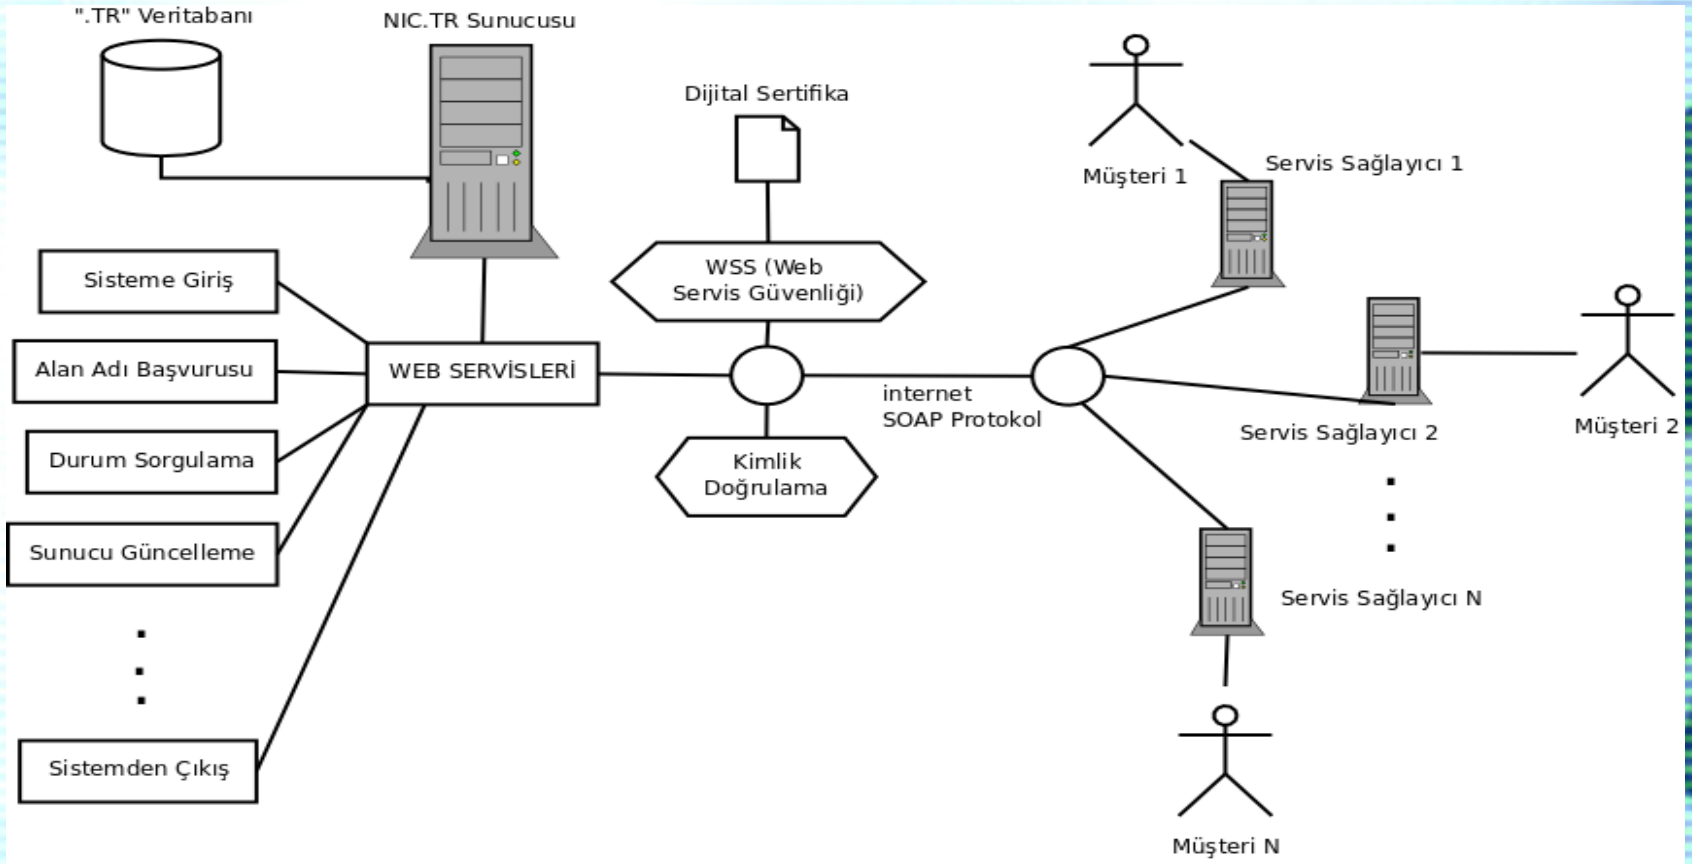 ".TR" Veritabanı
NIC.TR Sunucusu
Dijital Sertifika
Müşteri 1
Servis Sağlayıcı 1
WSS (Web
Servis Güvenliği)
Sisteme Giriş
Alan Adı Başvurusu
WEB SERVİSLERİ
internet
SOAP Protokol
Servis Sağlayıcı 2
Müşteri 2
Durum Sorgulama
Kimlik
Doğrulama
Sunucu Güncelleme
Servis Sağlayıcı N
Sistemden Çıkış
Müşteri N